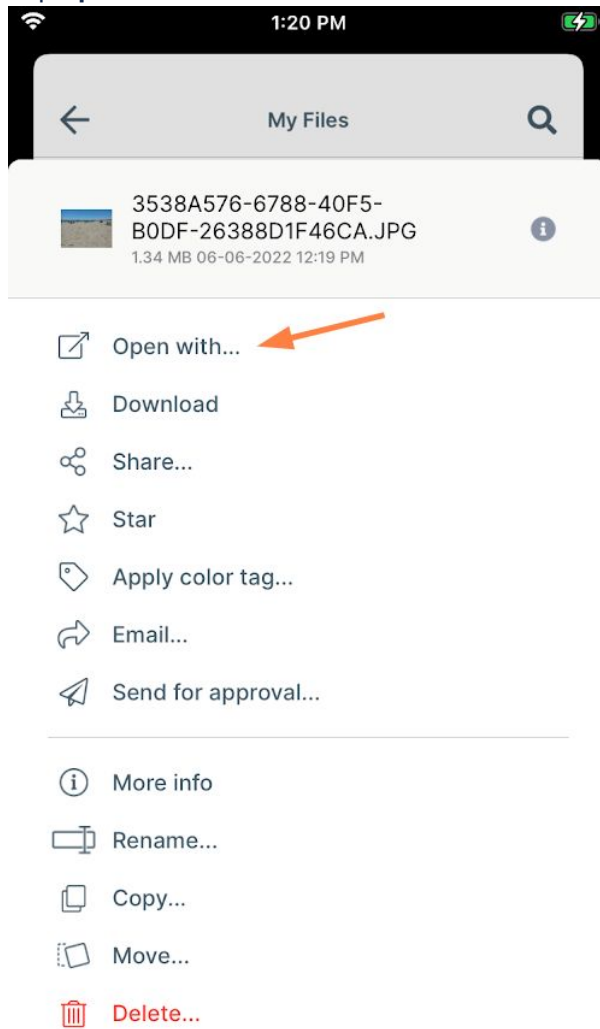 1:20 PM
My Files
3538A576-6788-40F5-
B0DF-26388D1F46CA.JPG
1.34 MB 06-06-2022 12:19 PM
Open with...
Download
Share...
Star
Apply color tag...
Email...
Send for approval...
More info
Rename...
Copy...
Move...
Delete...